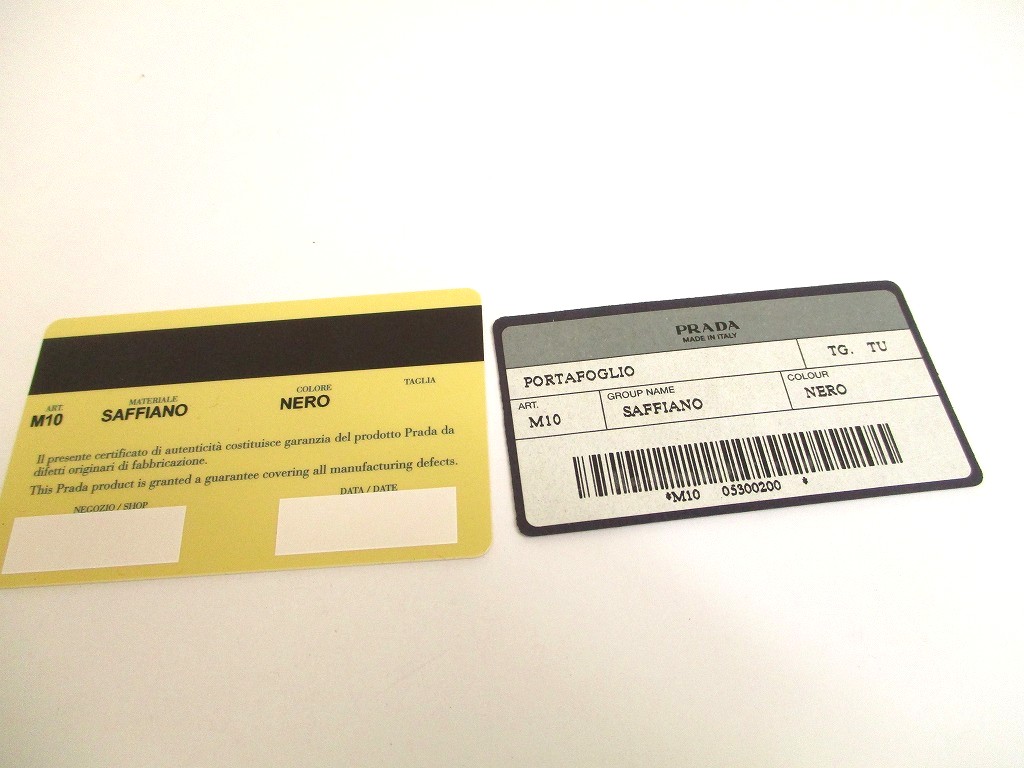 ART.
M10
MATERIALE
SAFFIANO
COLORE
NERO
TAGLIA
Il presente certificato di autenticità costituisce garanzia del prodotto Prada da
difetti originari di fabbricazione.
This Prada product is granted a guarantee covering all manufacturing defects.
NEGOZIO / SHOP
DATA / DATE
PRADA
MADE IN ITALY
PORTAFOGLIO
TG. TU
ART.
M10
GROUP NAME
SAFFIANO
COLOUR
NERO
*M10 05300200 *